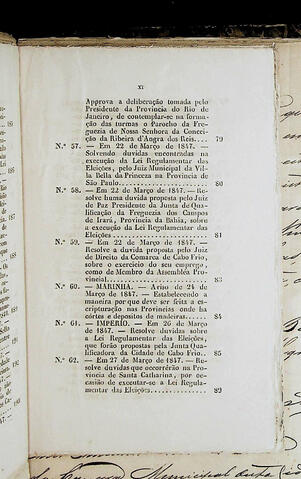 XI
Approva a deliberação tomada pelo
Presidente da Provincia do Rio de
Janeiro, de contemplar-se na forma-
ção das turmas o Parocho da Fre-
guezia de Nossa Senhora da Concei-
ção da Ribeira d'Angra dos Reis.... 79
N.º 57. — Em 22 de Março de 1847. —
Solvendo duvidas encontradas na
execução da Lei Regulamentar das
Eleições, pelo Juiz Municipal da Vil-
la Bella da Princeza na Provincia de
São Paulo.... 80
N.º 58. — Em 22 de Março de 1847. — Re-
solve huma duvida proposta pelo Juiz
de Paz Presidente da Junta de Qua-
lificação da Freguezia dos Campos
de Irará, Provincia da Bahia, sobre
a execução da Lei Regulamentar das
Eleições.... 81
N.º 59. — Em 22 de Março de 1847. —
Resolve a duvida proposta pelo Juiz
de Direito da Comarca de Cabo Frio,
sobre o exercicio do seu emprego,
como de Membro da Assembléa Pro-
vincial.... 83
N.º 60. — MARINHA. — Aviso de 24 de
Março de 1847. — Estabelecendo a
maneira por que deve ser feita a es-
cripturação nas Provincias onde ha
córtes e depositos de madeiras.... 84
N.º 61. — IMPERIO. — Em 26 de
Março de 1847. — Resolve duvidas sobre
a Lei Regulamentar das Eleições,
que forão propostas pela Junta Qua-
lificadora da Cidade de Cabo Frio. 85
N.º 62. — Em 27 de Março de 1847. — Re-
solve duvidas que occorrêrão na Pro-
vincia de Santa Catharina, por oc-
casião de executar-se a Lei Regula-
mentar das Eleições.... 89